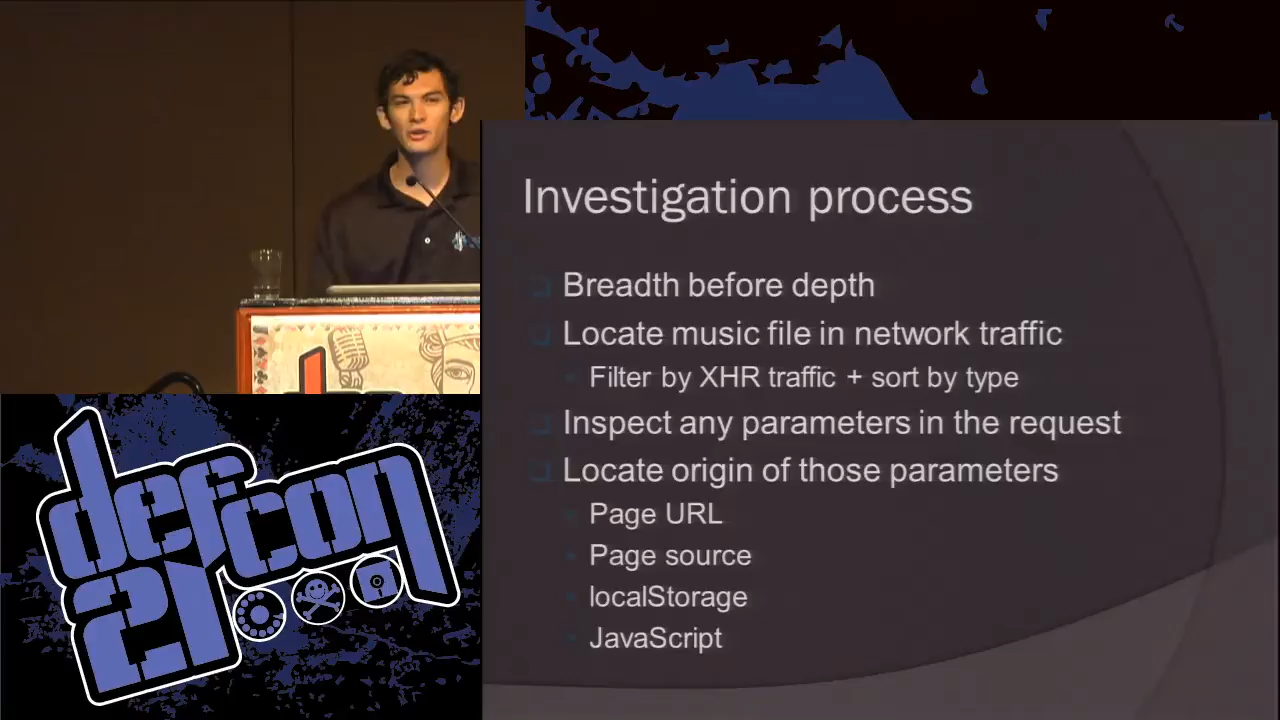 Investigation process
Breadth before depth
Locate music file in network traffic
Filter by XHR traffic + sort by type
Inspect any parameters in the request
Locate origin of those parameters
Page URL
Page source
localStorage
JavaScript
defcon
21